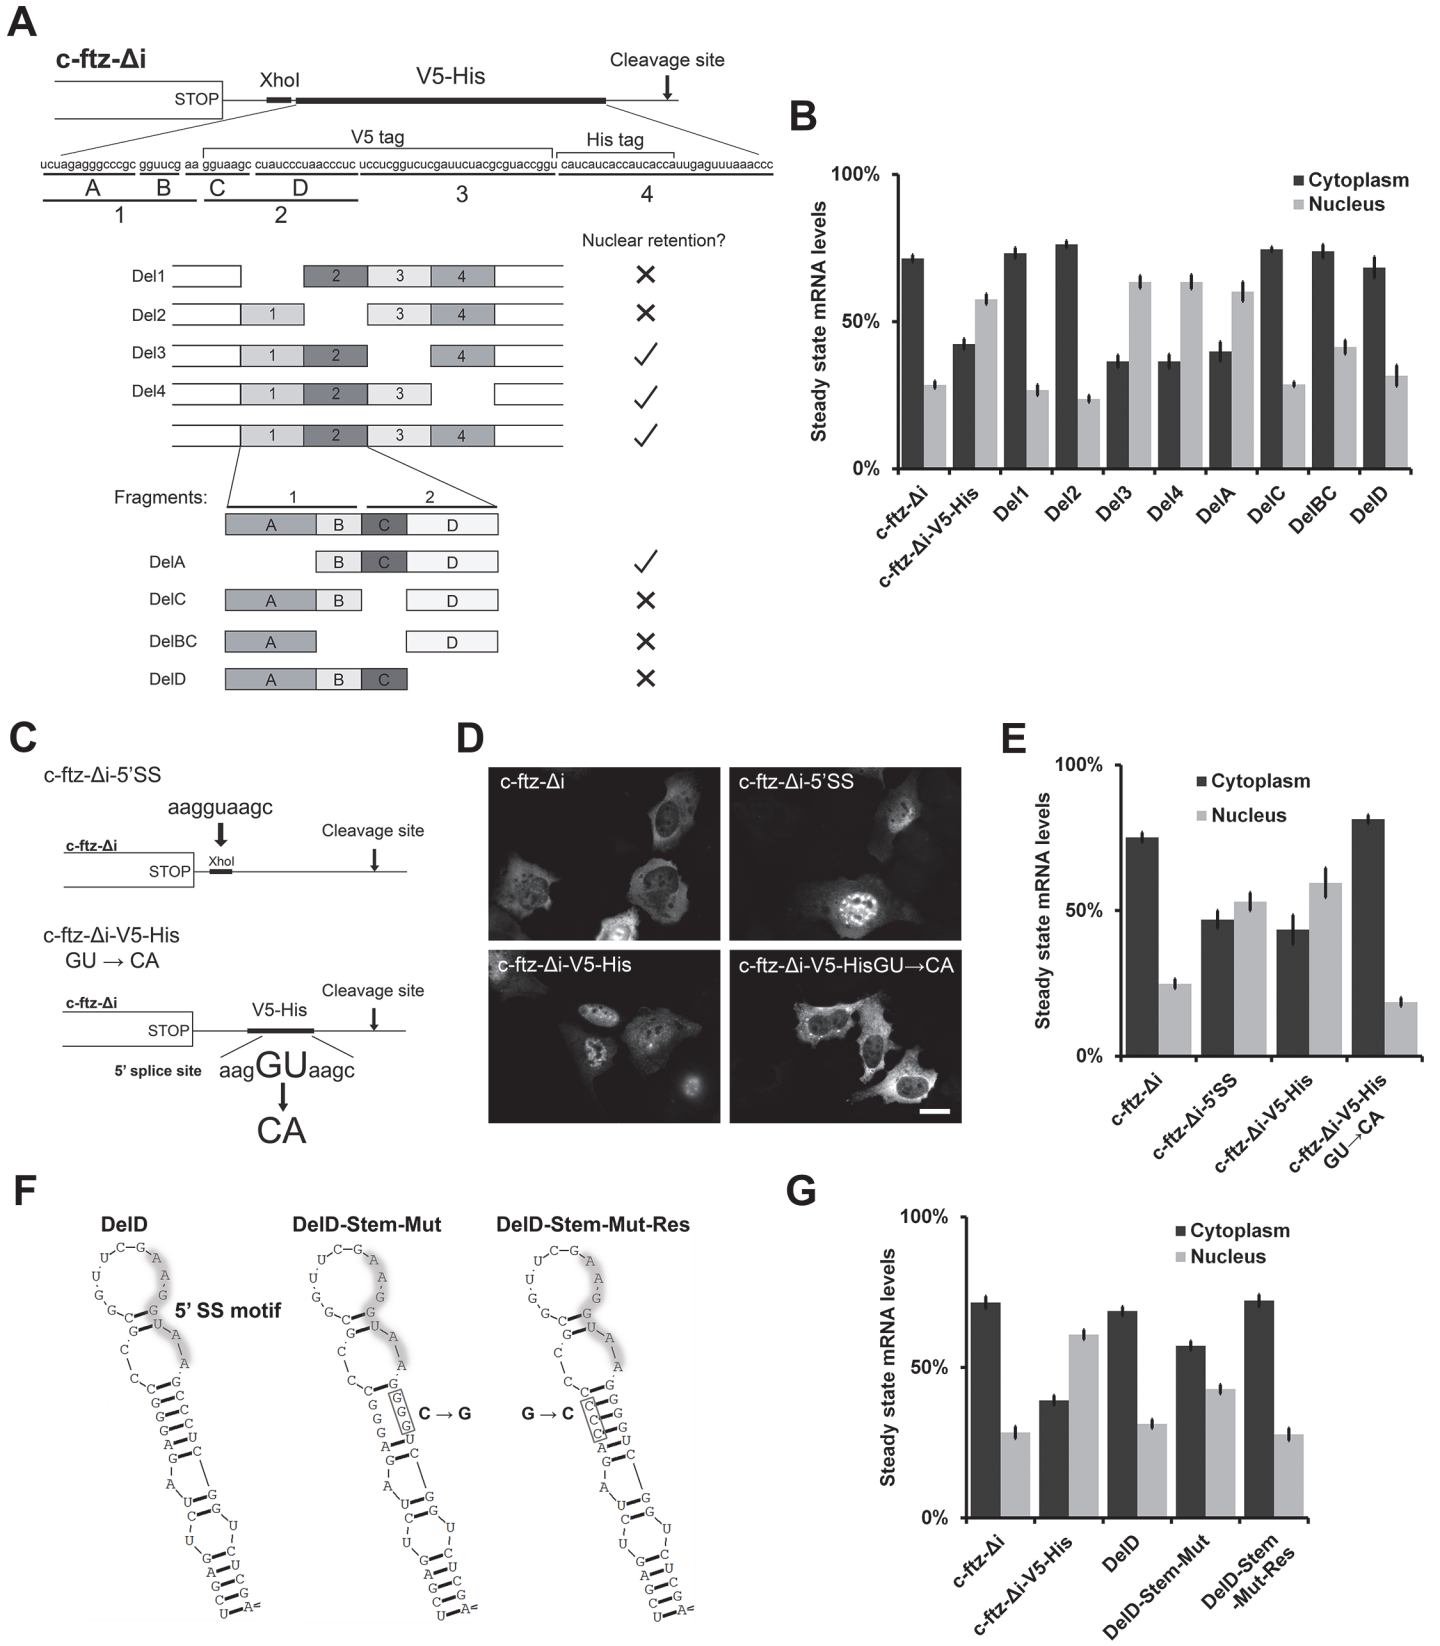 A
c-ftz-Δi
STOP
XhoI
V5-His
Cleavage site
V5 tag
His tag
ucuagagggcccgc gguucg aa gguaagc cuaucccuaacccuc uccucggucucgauucuacgcguaccggu caucaucaccaucaccauugaguuuaaaccc
A B C D
1 2 3 4
Nuclear retention?
Del1 2 3 4 ✕
Del2 1 3 4 ✕
Del3 1 2 4 ✓
Del4 1 2 3 ✓
1 2 3 4 ✓
Fragments: 1 2
A B C D
DelA B C D ✓
DelC A B D ✕
DelBC A D ✕
DelD A B C ✕
B
Steady state mRNA levels
100%
50%
0%
Cytoplasm
Nucleus
c-ftz-Δi
c-ftz-Δi-V5-His
Del1
Del2
Del3
Del4
DelA
DelC
DelBC
DelD
C
c-ftz-Δi-5'SS
aagguaagc
c-ftz-Δi
STOP
XhoI
Cleavage site
c-ftz-Δi-V5-His
GU → CA
c-ftz-Δi
STOP
V5-His
Cleavage site
5' splice site
aagGUaagc
CA
D
c-ftz-Δi
c-ftz-Δi-5'SS
c-ftz-Δi-V5-His
c-ftz-Δi-V5-HisGU→CA
E
Steady state mRNA levels
100%
50%
0%
Cytoplasm
Nucleus
c-ftz-Δi
c-ftz-Δi-5'SS
c-ftz-Δi-V5-His
c-ftz-Δi-V5-His
GU→CA
F
DelD
5' SS motif
DelD-Stem-Mut
C → G
DelD-Stem-Mut-Res
G → C
G
Steady state mRNA levels
100%
50%
0%
Cytoplasm
Nucleus
c-ftz-Δi
c-ftz-Δi-V5-His
DelD
DelD-Stem-Mut
DelD-Stem
-Mut-Res